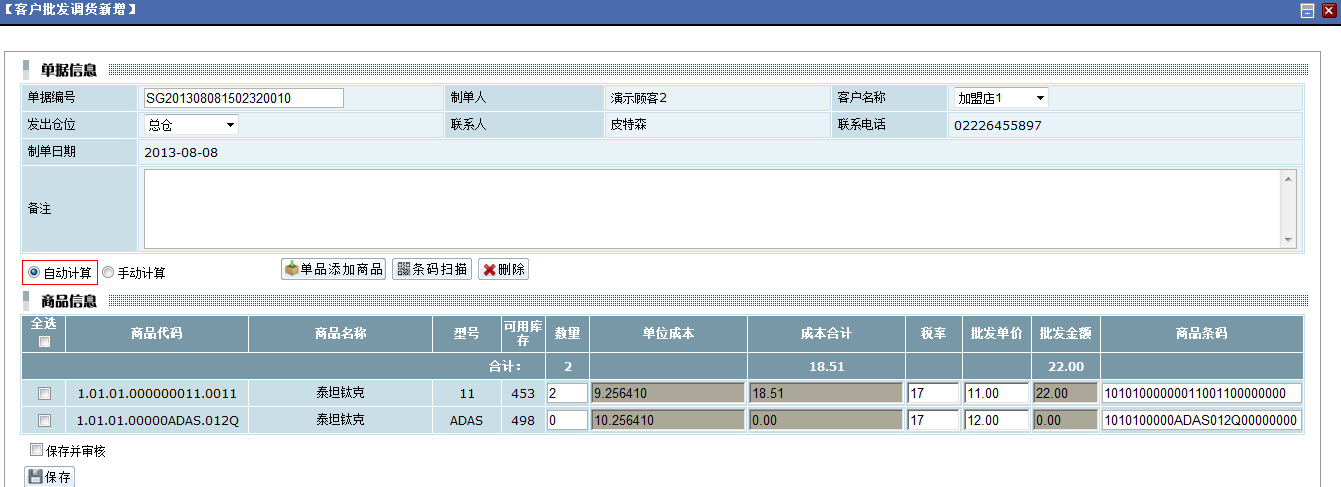 【客户批发调货新增】
单据信息
单据编号 SG201308081502320010 制单人 演示顾客2 客户名称 加盟店1
发出仓位 总仓 联系人 皮特森 联系电话 02226455897
制单日期 2013-08-08
备注
自动计算 手动计算 单品添加商品 条码扫描 删除
商品信息
全选 商品代码 商品名称 型号 可用库存 数量 单位成本 成本合计 税率 批发单价 批发金额 商品条码
合计： 2 18.51 22.00
1.01.01.000000011.0011 泰坦钛克 11 453 2 9.256410 18.51 17 11.00 22.00 10101000000011001100000000
1.01.01.00000ADAS.012Q 泰坦钛克 ADAS 498 0 10.256410 0.00 17 12.00 0.00 1010100000ADAS012Q00000000
保存并审核
保存